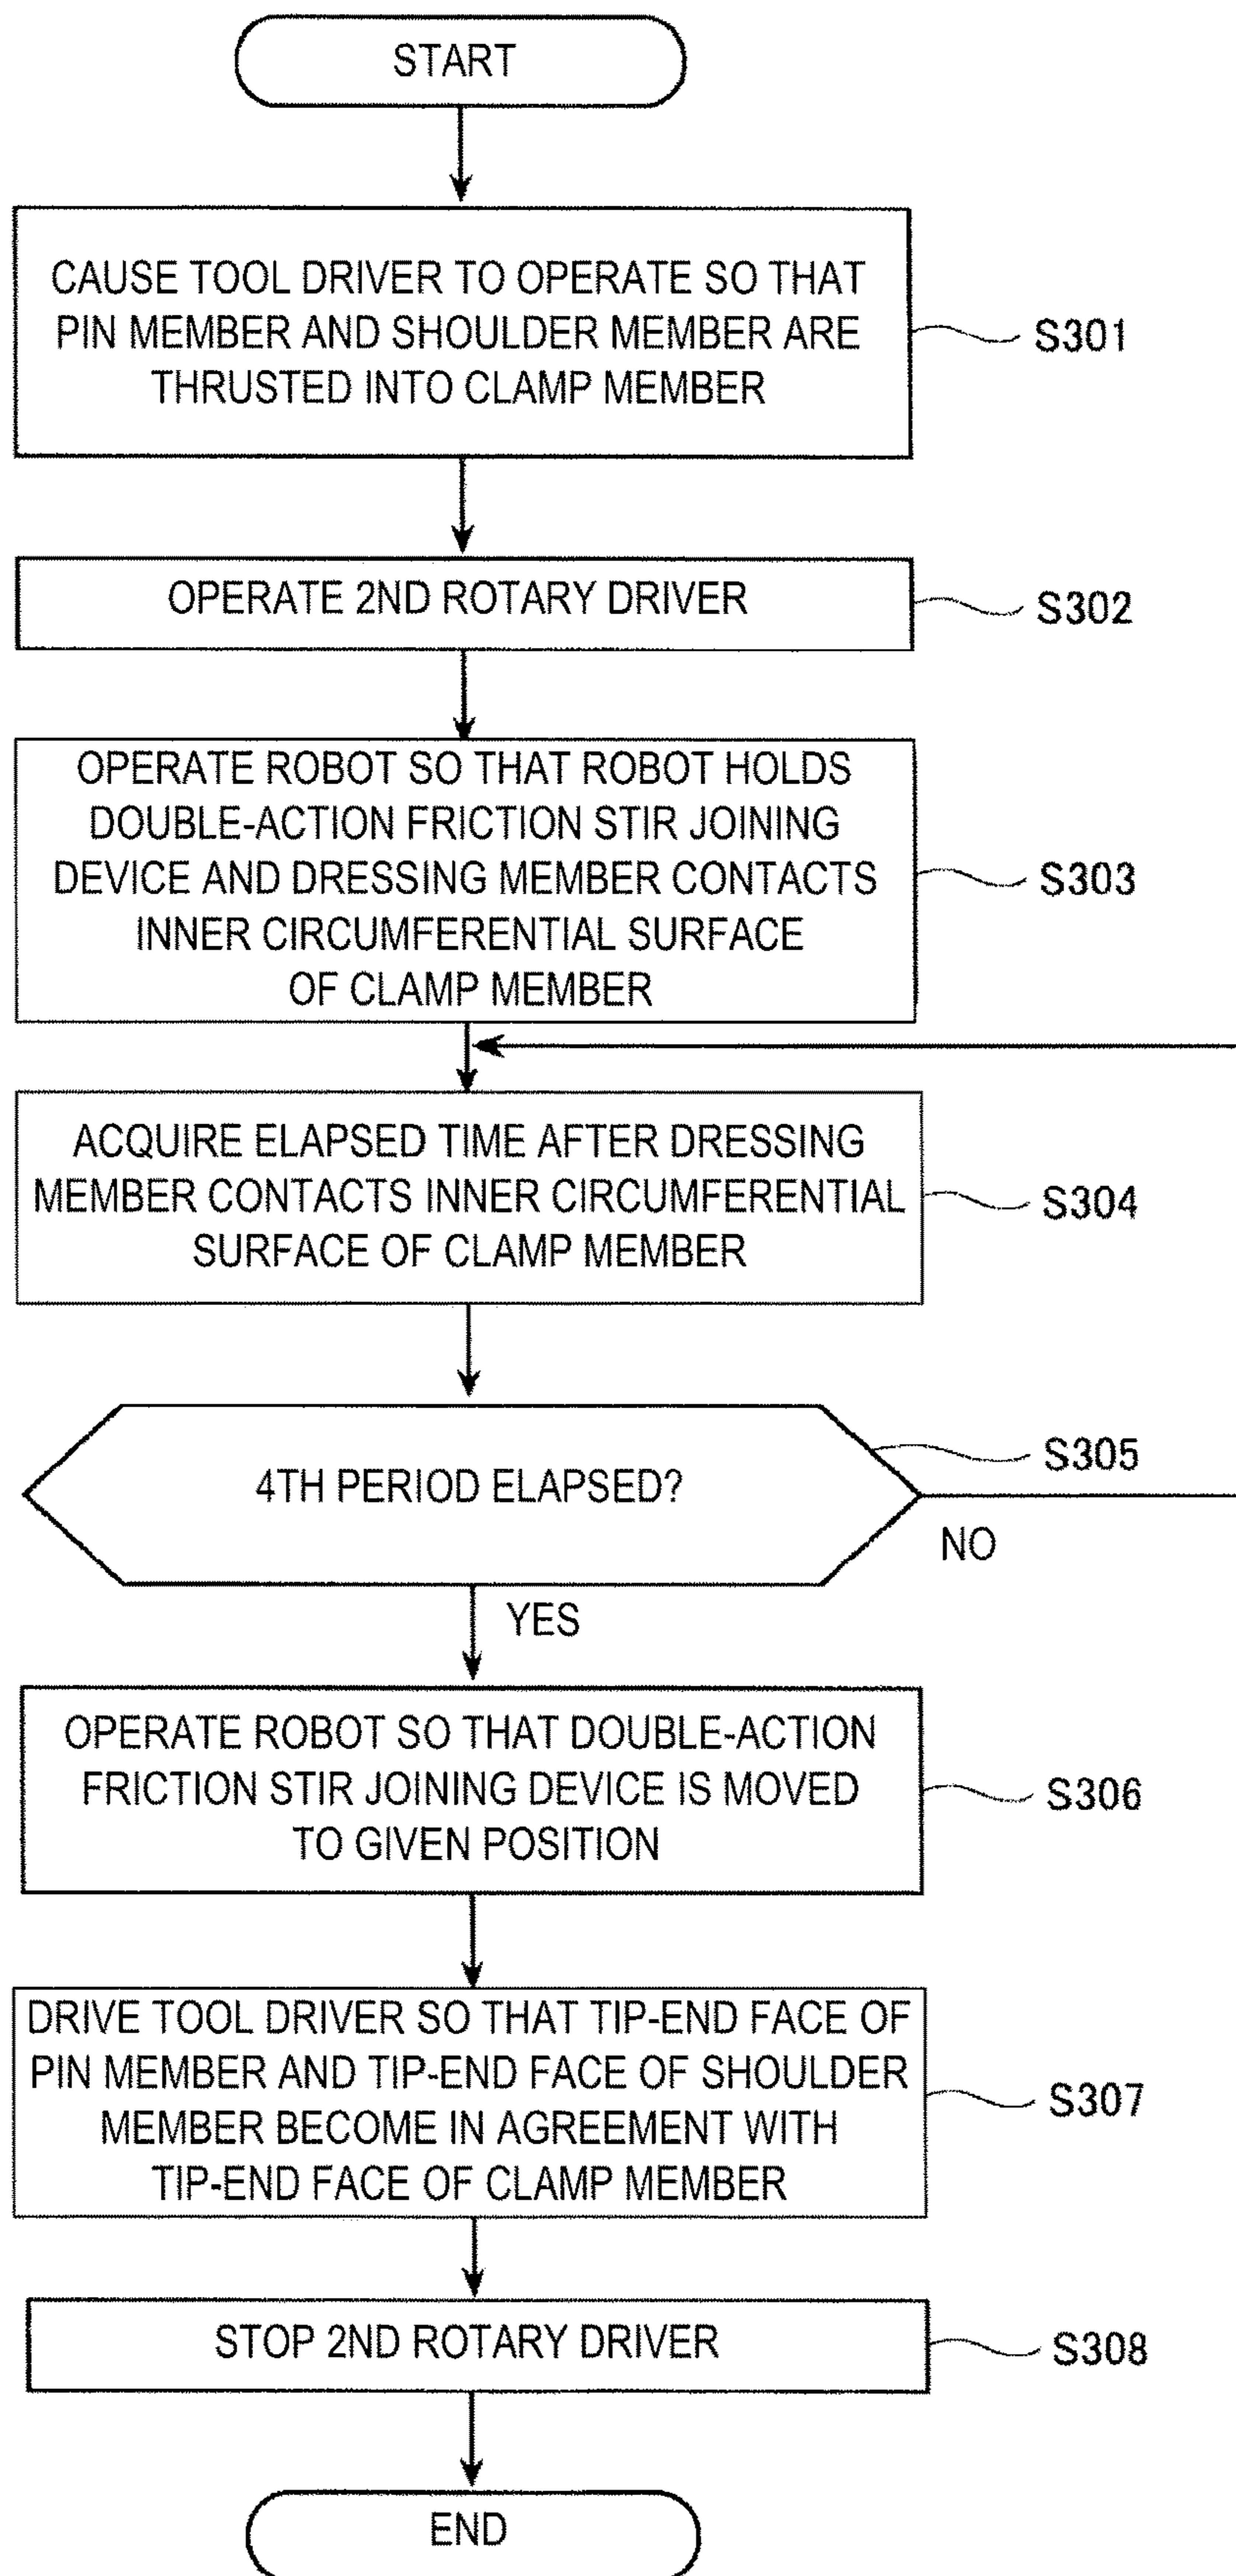 START
CAUSE TOOL DRIVER TO OPERATE SO THAT
PIN MEMBER AND SHOULDER MEMBER ARE
THRUSTED INTO CLAMP MEMBER
S301
OPERATE 2ND ROTARY DRIVER
S302
OPERATE ROBOT SO THAT ROBOT HOLDS
DOUBLE-ACTION FRICTION STIR JOINING
DEVICE AND DRESSING MEMBER CONTACTS
INNER CIRCUMFERENTIAL SURFACE
OF CLAMP MEMBER
S303
ACQUIRE ELAPSED TIME AFTER DRESSING
MEMBER CONTACTS INNER CIRCUMFERENTIAL
SURFACE OF CLAMP MEMBER
S304
4TH PERIOD ELAPSED?
S305
NO
YES
OPERATE ROBOT SO THAT DOUBLE-ACTION
FRICTION STIR JOINING DEVICE IS MOVED
TO GIVEN POSITION
S306
DRIVE TOOL DRIVER SO THAT TIP-END FACE OF
PIN MEMBER AND TIP-END FACE OF SHOULDER
MEMBER BECOME IN AGREEMENT WITH
TIP-END FACE OF CLAMP MEMBER
S307
STOP 2ND ROTARY DRIVER
S308
END